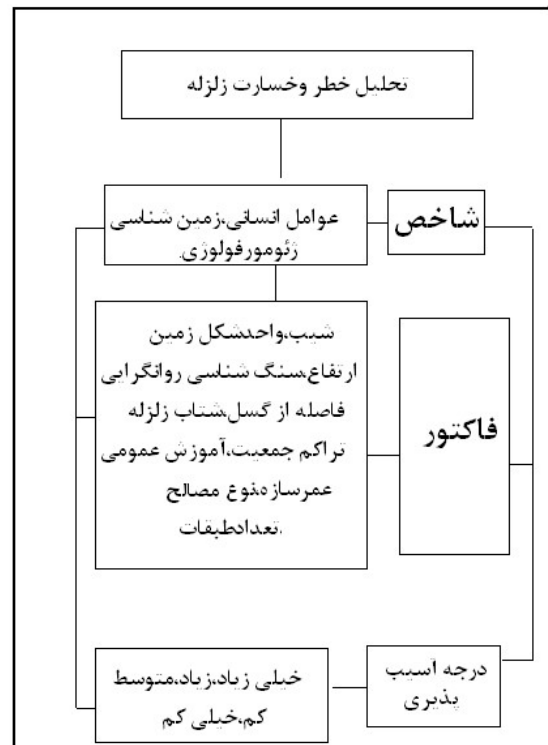 تحلیل خطر وخسارت زلزله
شاخص
عوامل انسانی،زمین شناسی
ژئومورفولوژی.
فاکتور
شیب،واحدشکل زمین
ارتفاع،سنگ شناسی روانگرایی
فاصله از گسل،شتاب زلزله
تراکم جمعیت،آموزش عمومی
عمرسازه،نوع مصالح
،تعدادطبقات
درجه آسیب
پذیری
خیلی زیاد،زیاد،متوسط
کم،خیلی کم